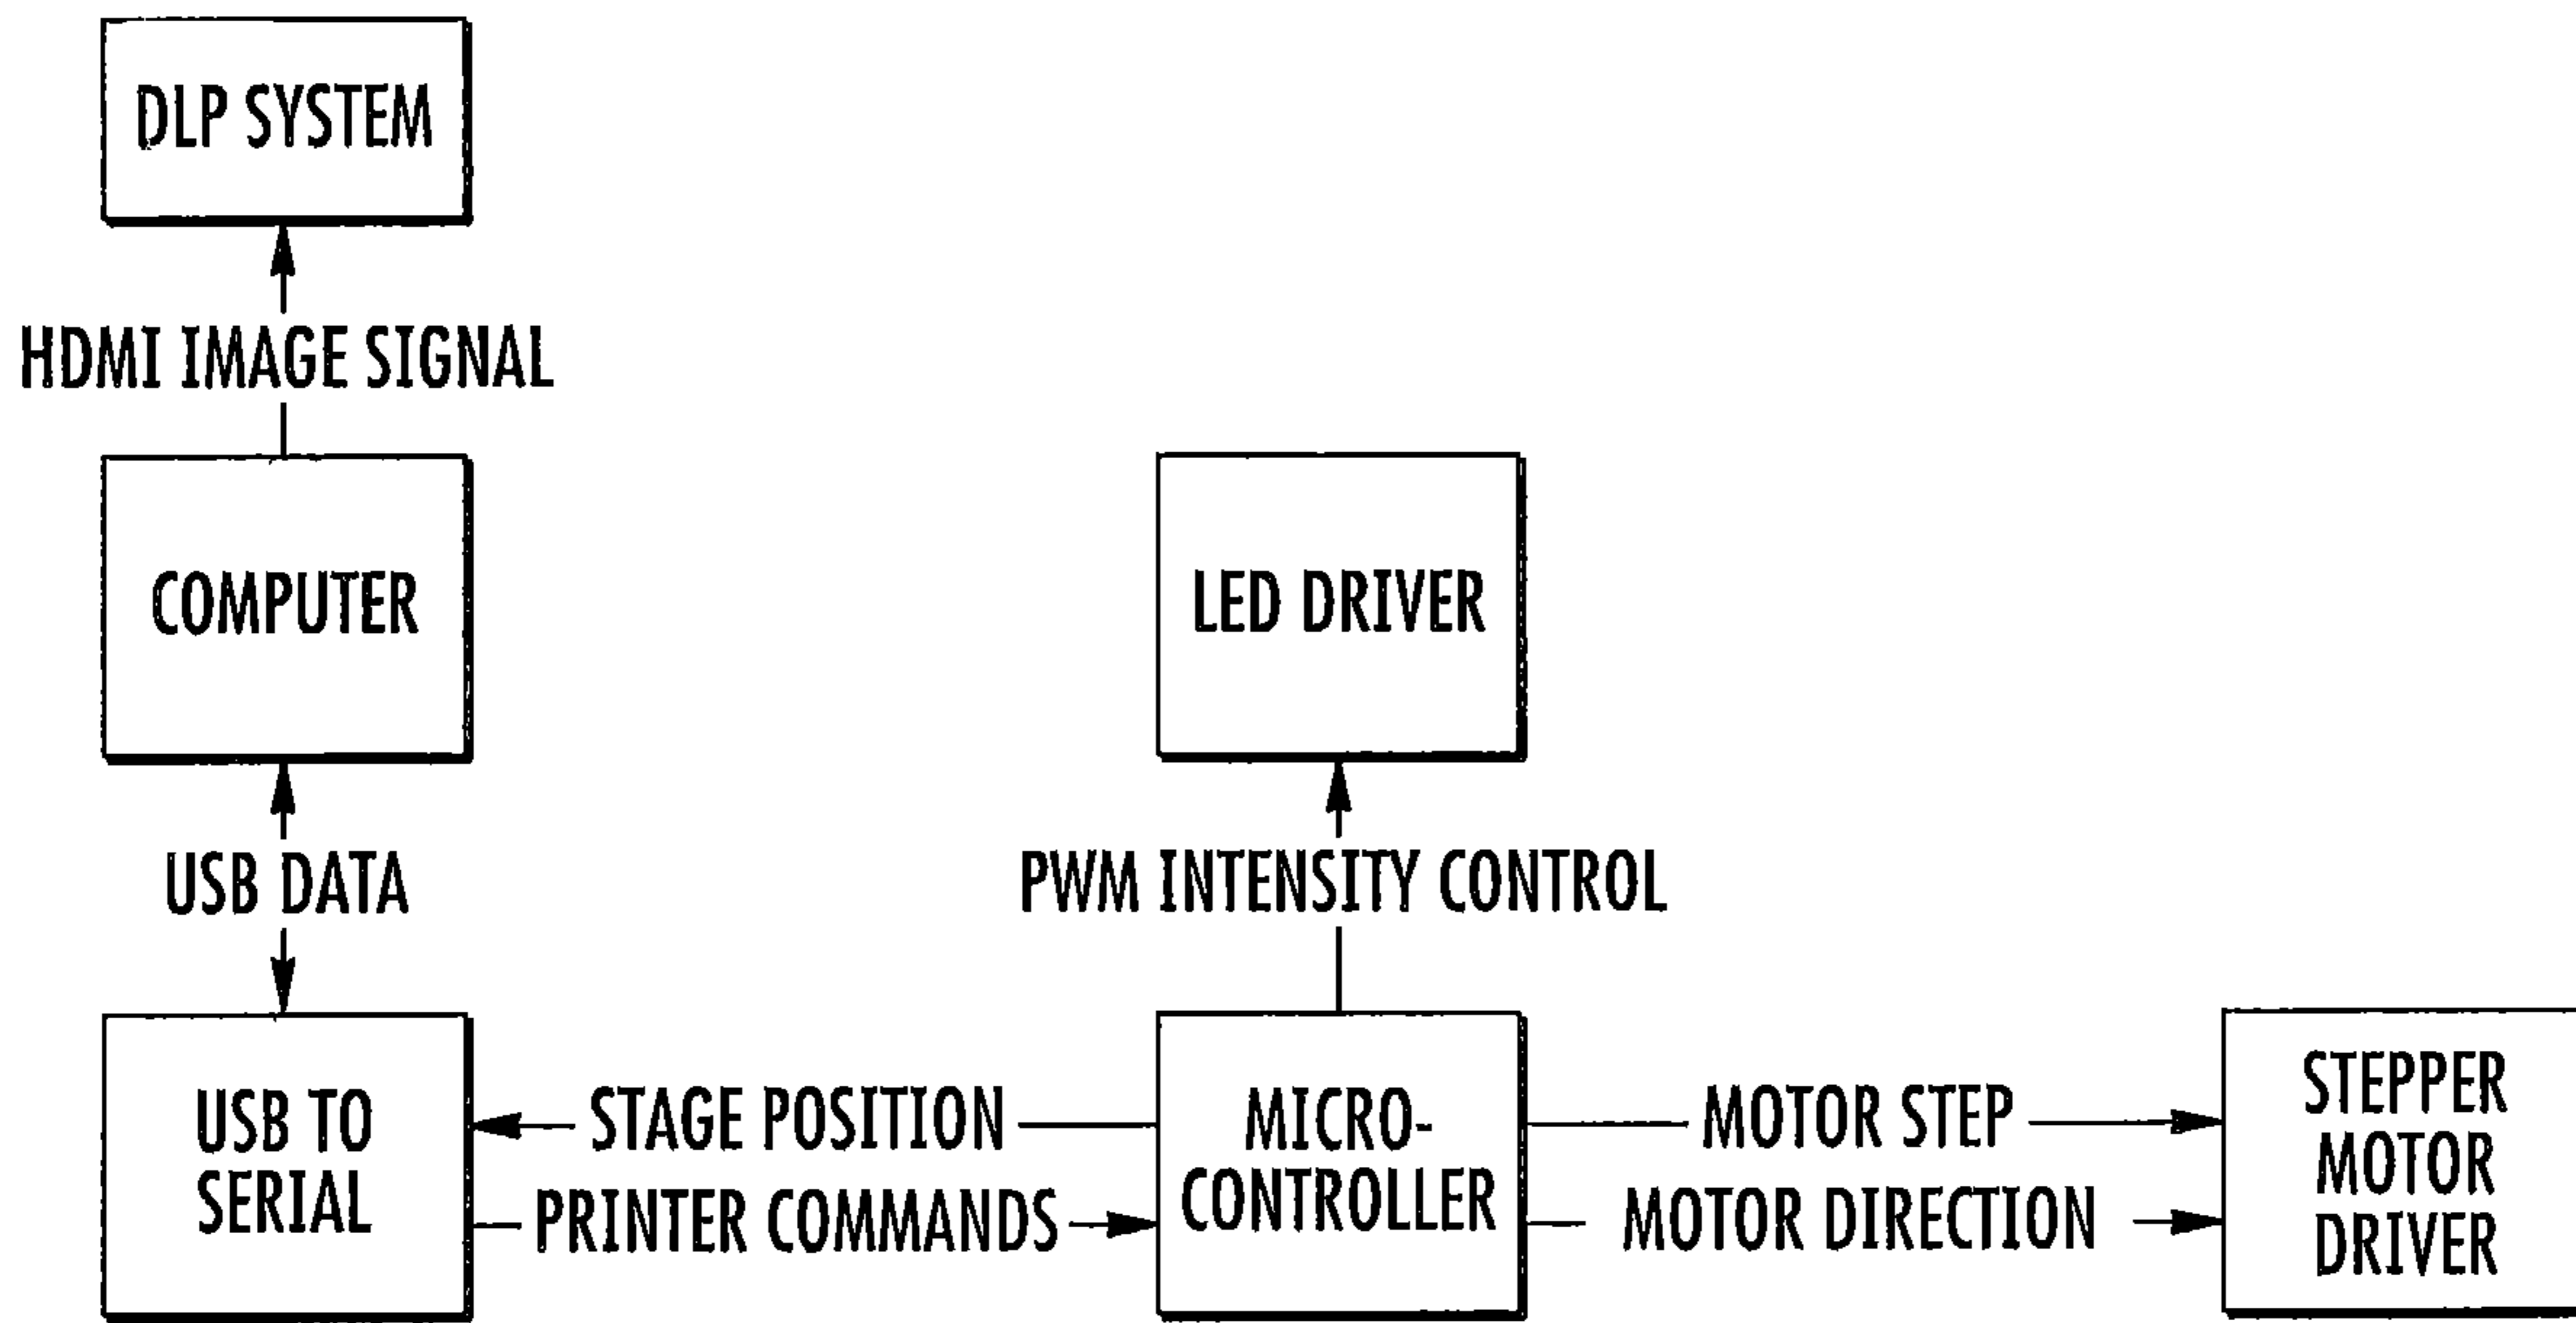 DLP SYSTEM
HDMI IMAGE SIGNAL
COMPUTER
LED DRIVER
USB DATA
PWM INTENSITY CONTROL
USB TO
SERIAL
STAGE POSITION
PRINTER COMMANDS
MICRO-
CONTROLLER
MOTOR STEP
MOTOR DIRECTION
STEPPER
MOTOR
DRIVER